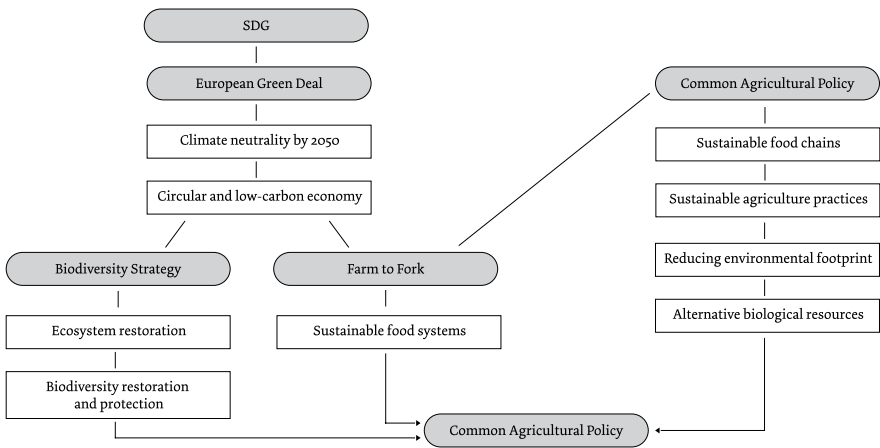 SDG
European Green Deal
Common Agricultural Policy
Climate neutrality by 2050
Sustainable food chains
Circular and low-carbon economy
Sustainable agriculture practices
Biodiversity Strategy
Farm to Fork
Reducing environmental footprint
Ecosystem restoration
Sustainable food systems
Alternative biological resources
Biodiversity restoration
and protection
Common Agricultural Policy